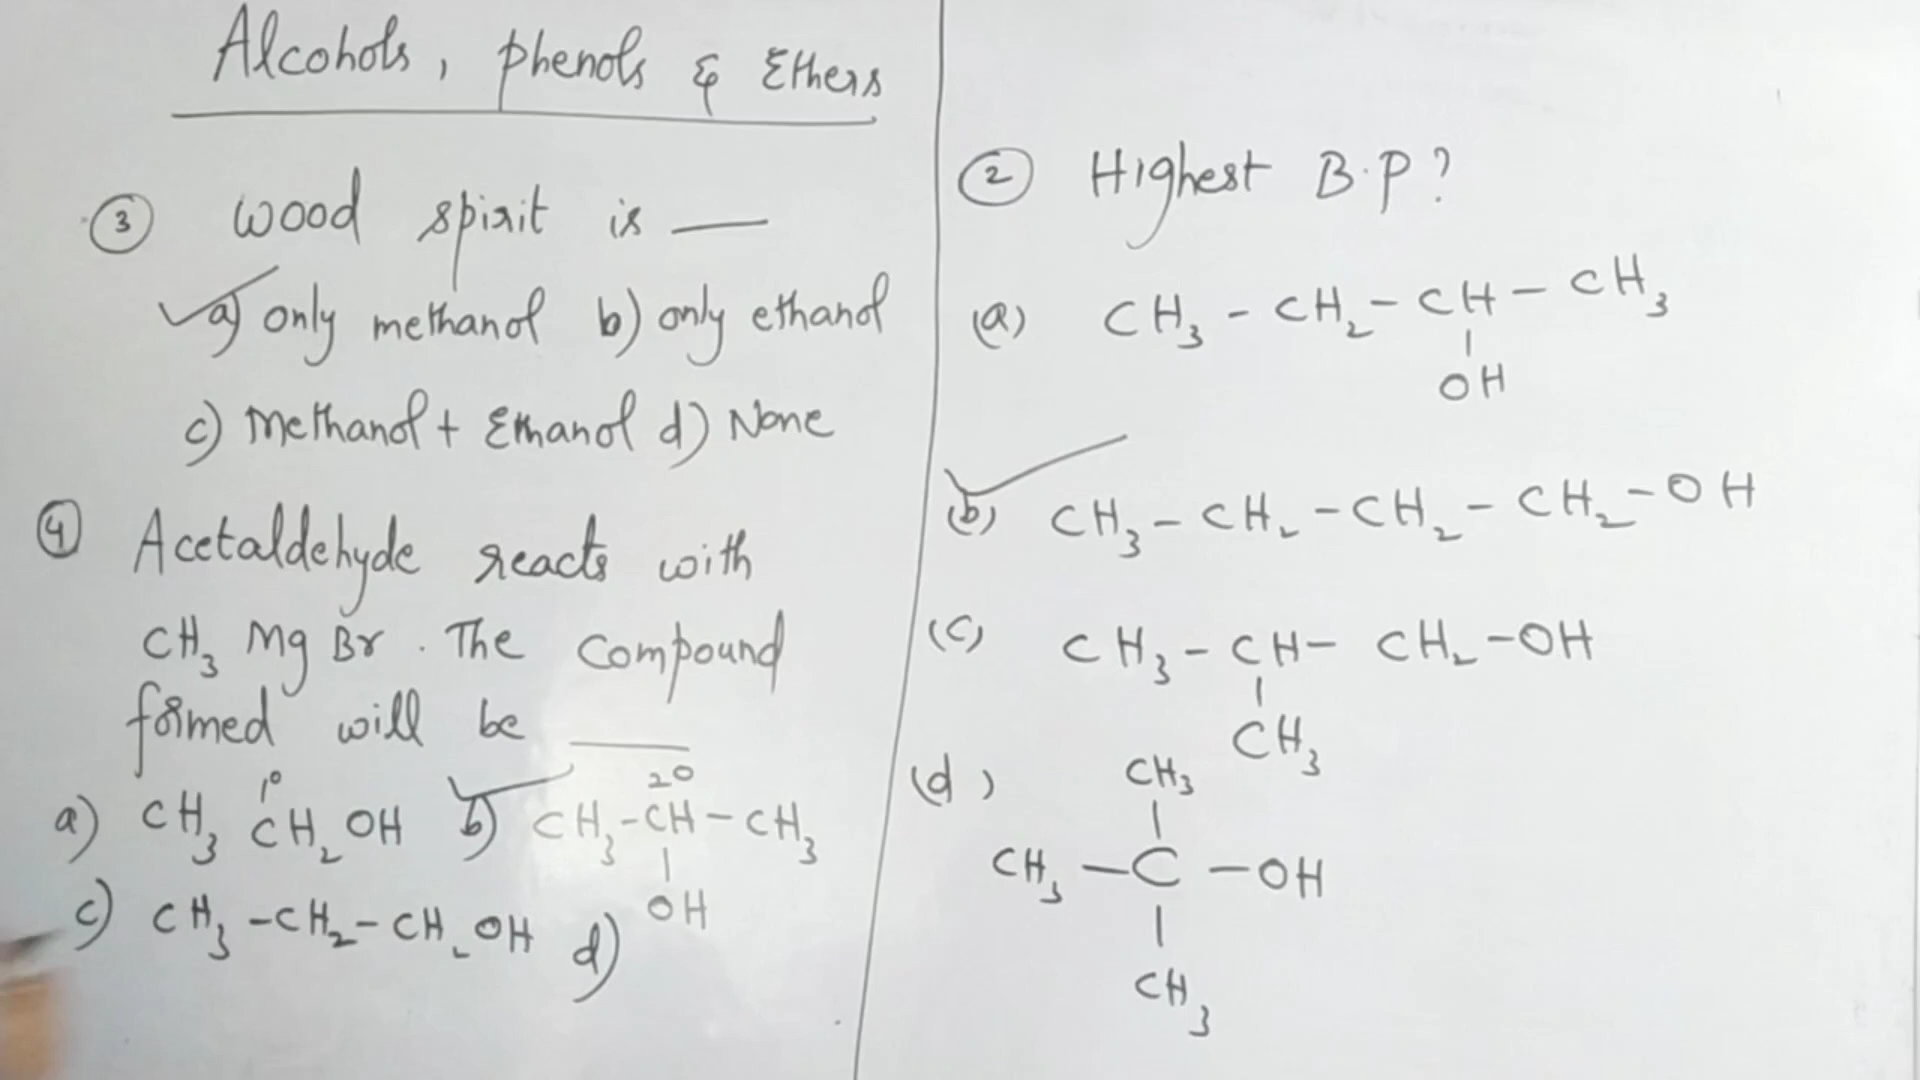 Alcohols, phenols & Ethers
③ wood spirit is —
a) only methanol b) only ethanol
c) Methanol + Ethanol d) None
④ Acetaldehyde reacts with
CH₃ Mg Br. The compound
formed will be ___
1° 2°
a) CH₃ CH₂ OH b) CH₃-CH-CH₃
|
OH
c) CH₃-CH₂-CH₂OH d)
② Highest B.P?
(a) CH₃-CH₂-CH-CH₃
|
OH
(b) CH₃-CH₂-CH₂-CH₂-OH
(c) CH₃-CH-CH₂-OH
|
CH₃
(d) CH₃
|
CH₃-C-OH
|
CH₃